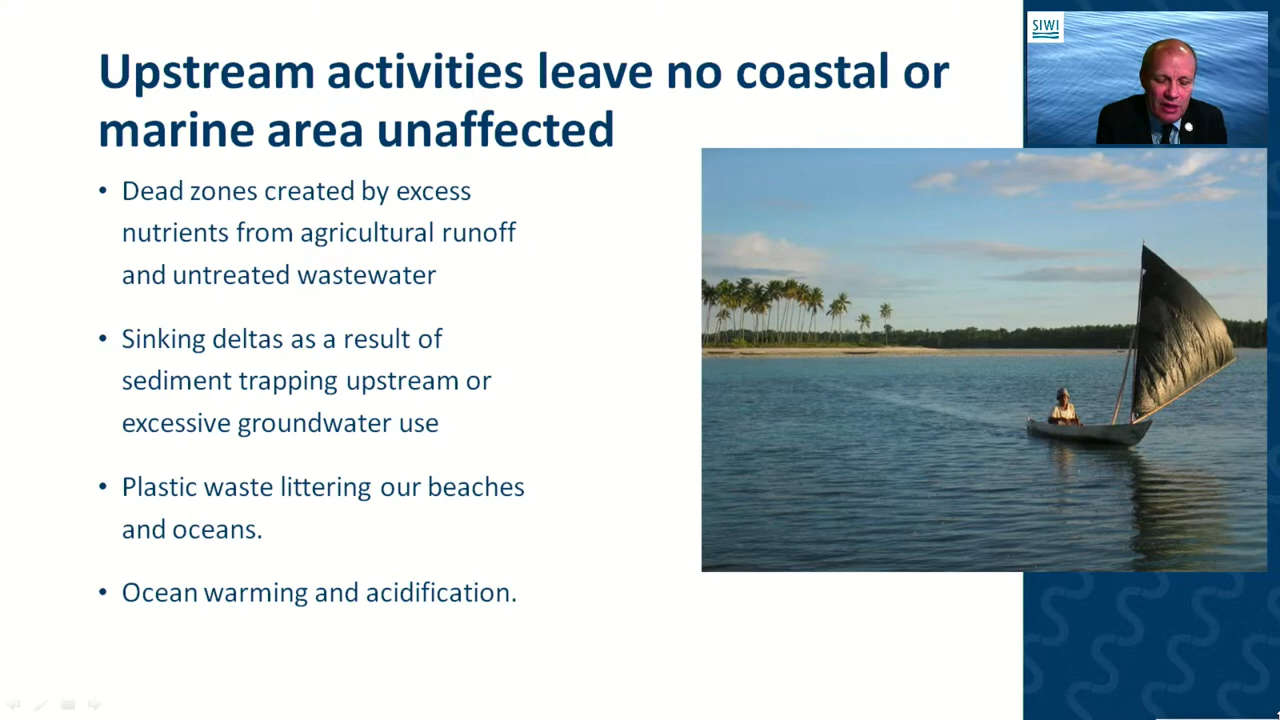 SIWI
Upstream activities leave no coastal or
marine area unaffected
• Dead zones created by excess
nutrients from agricultural runoff
and untreated wastewater
• Sinking deltas as a result of
sediment trapping upstream or
excessive groundwater use
• Plastic waste littering our beaches
and oceans.
• Ocean warming and acidification.